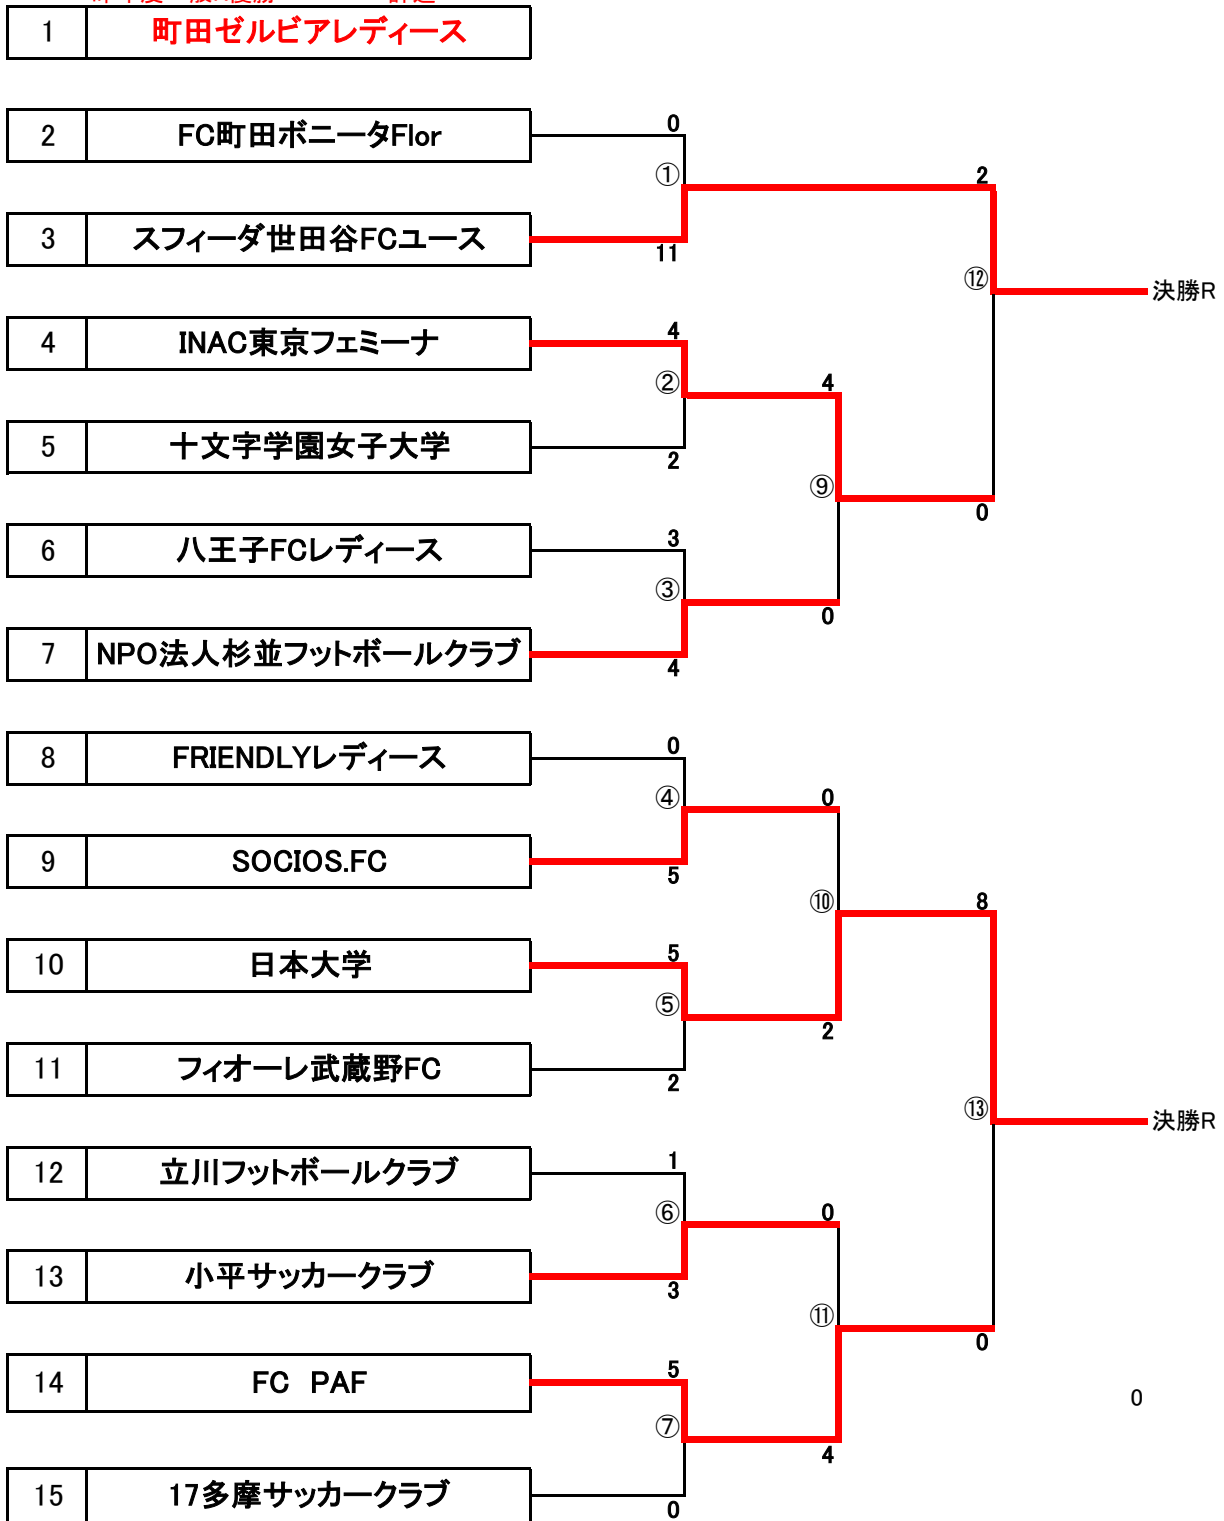 1 町田ゼルビアレディース
2 FC町田ボニータFlor
0
①
2
3 スフィーダ世田谷FCユース
11
⑫
決勝R
4 INAC東京フェミーナ
4
②
4
5 十文字学園女子大学
2
⑨
0
6 八王子FCレディース
3
③
0
7 NPO法人杉並フットボールクラブ
4
8 FRIENDLYレディース
0
④
0
9 SOCIOS.FC
5
⑩
8
10 日本大学
5
⑤
2
11 フィオーレ武蔵野FC
2
⑬
決勝R
12 立川フットボールクラブ
1
⑥
0
13 小平サッカークラブ
3
⑪
0
14 FC PAF
5
0
⑦
4
15 17多摩サッカークラブ
0